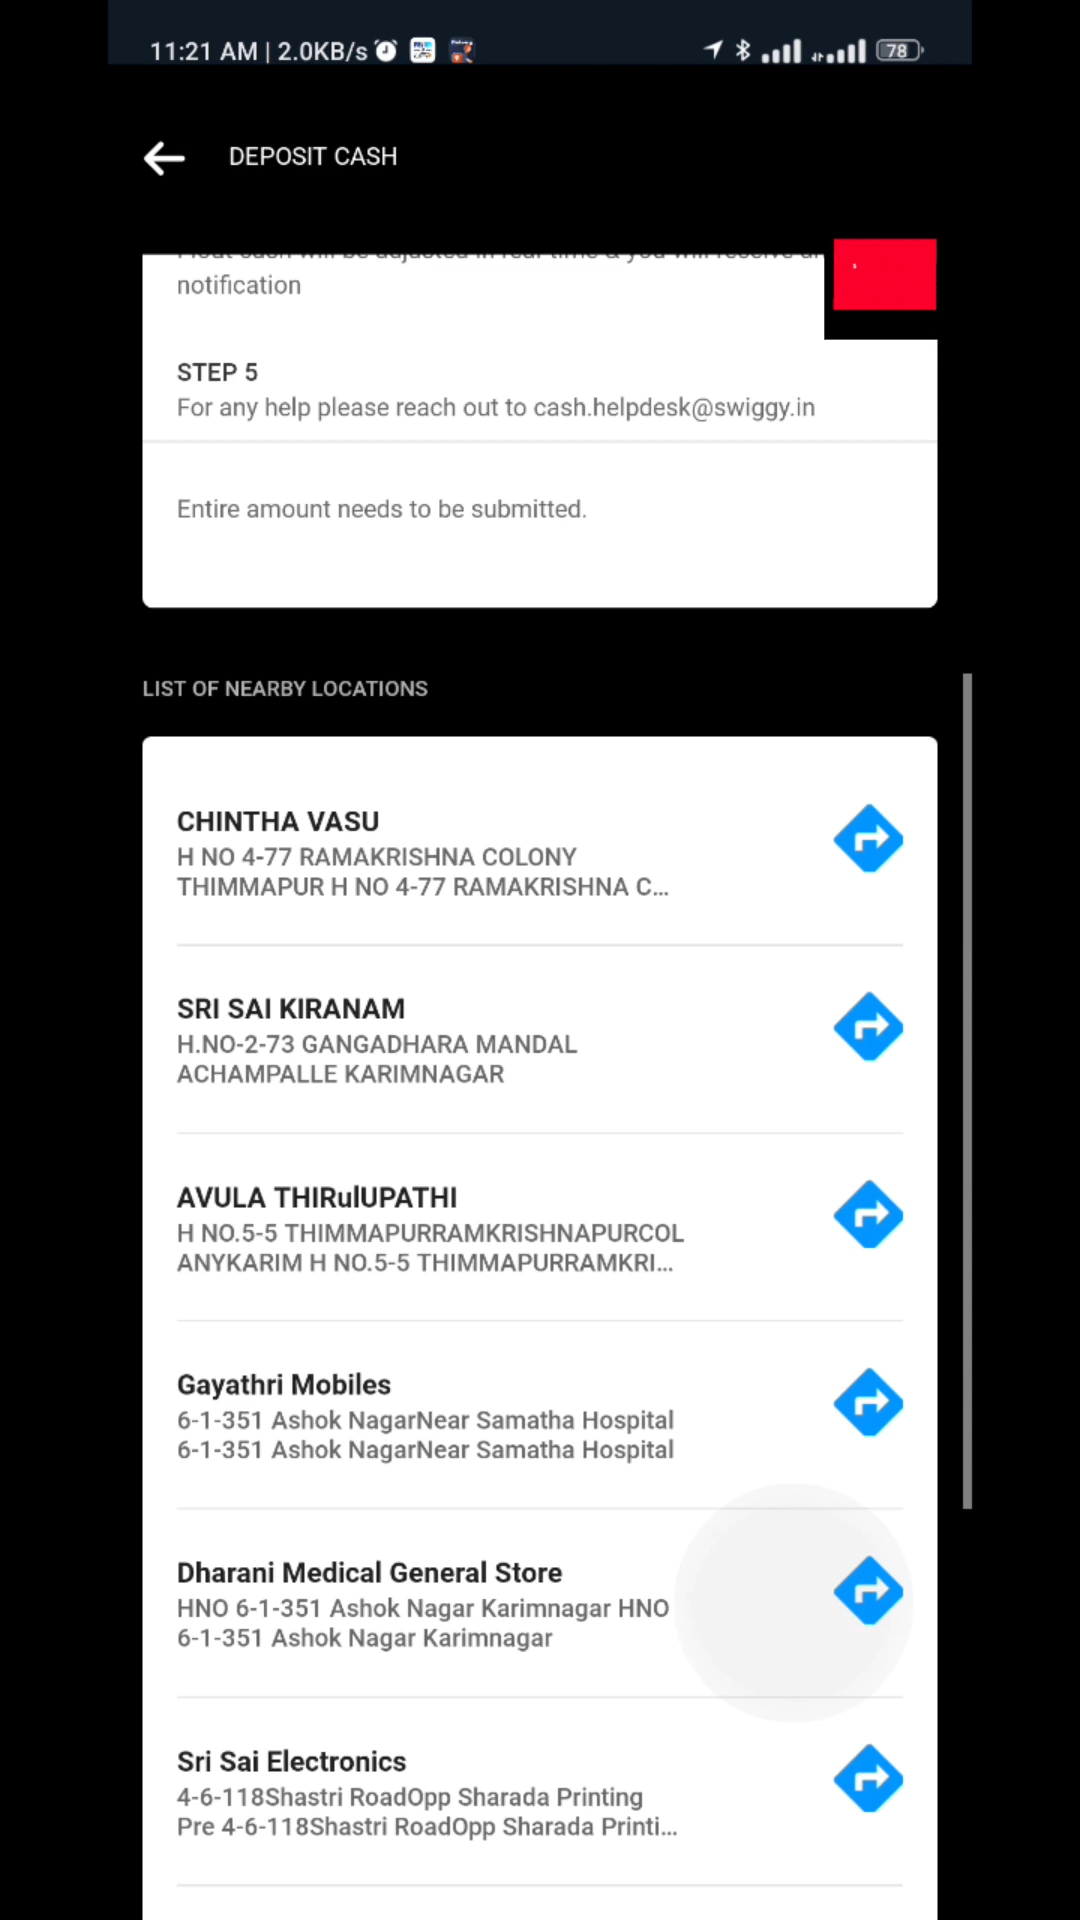 11:21 AM | 2.0KB/s
78
DEPOSIT CASH
notification
STEP 5
For any help please reach out to cash.helpdesk@swiggy.in
Entire amount needs to be submitted.
LIST OF NEARBY LOCATIONS
CHINTHA VASU
H NO 4-77 RAMAKRISHNA COLONY
THIMMAPUR H NO 4-77 RAMAKRISHNA C...
SRI SAI KIRANAM
H.NO-2-73 GANGADHARA MANDAL
ACHAMPALLE KARIMNAGAR
AVULA THIRulUPATHI
H NO.5-5 THIMMAPURRAMKRISHNAPURCOL
ANYKARIM H NO.5-5 THIMMAPURRAMKRI...
Gayathri Mobiles
6-1-351 Ashok NagarNear Samatha Hospital
6-1-351 Ashok NagarNear Samatha Hospital
Dharani Medical General Store
HNO 6-1-351 Ashok Nagar Karimnagar HNO
6-1-351 Ashok Nagar Karimnagar
Sri Sai Electronics
4-6-118Shastri RoadOpp Sharada Printing
Pre 4-6-118Shastri RoadOpp Sharada Printi...